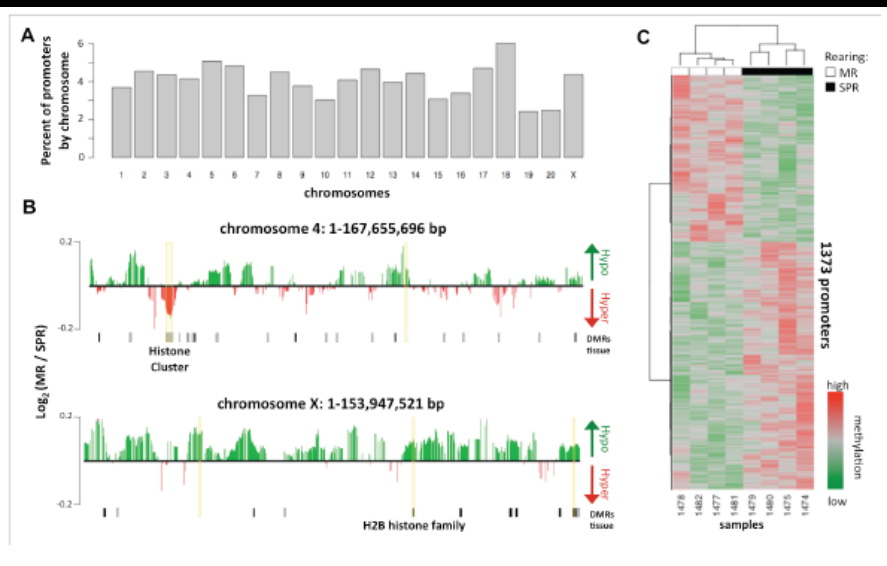 A
Percent of promoters
by chromosome
6
4
2
0
1 2 3 4 5 6 7 8 9 10 11 12 13 14 15 16 17 18 19 20 X
chromosomes
B
Log2 (MR / SPR)
chromosome 4: 1-167,655,696 bp
0.2
-0.2
Hypo
Hyper
Histone
Cluster
DMRs
tissue
chromosome X: 1-153,947,521 bp
0.2
-0.2
Hypo
Hyper
H2B histone family
DMRs
tissue
C
Rearing:
MR
SPR
1373 promoters
high
methylation
low
1478 1482 1477 1481 1479 1480 1475 1474
samples